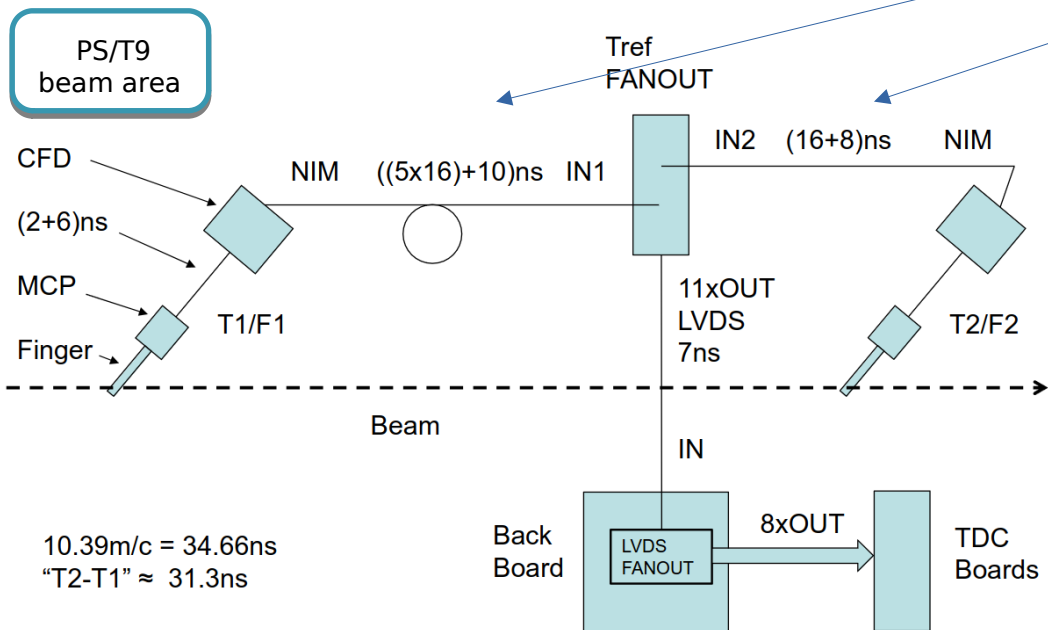 PS/T9
beam area
Tref
FANOUT
CFD
NIM
((5x16)+10)ns
IN1
IN2
(16+8)ns
NIM
(2+6)ns
MCP
T1/F1
Finger
11xOUT
LVDS
7ns
T2/F2
Beam
IN
Back
Board
LVDS
FANOUT
8xOUT
TDC
Boards
10.39m/c = 34.66ns
“T2-T1” ≈ 31.3ns